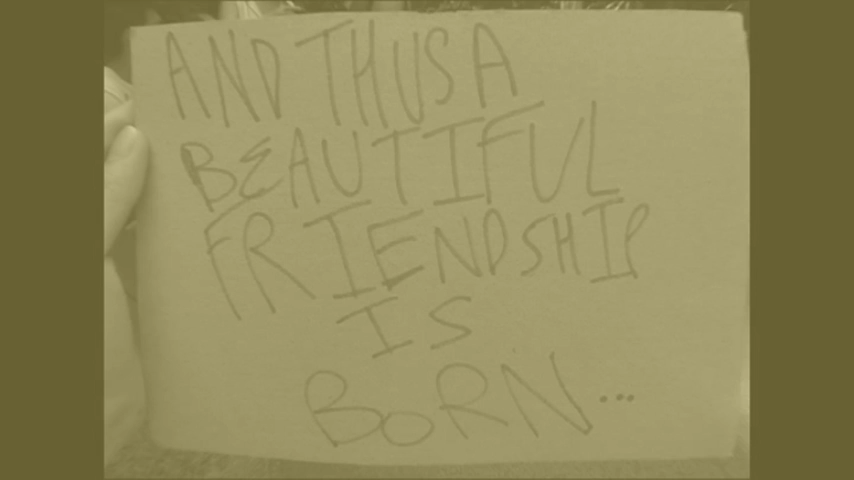 AND THUS A
BEAUTIFUL
FRIENDSHIP
IS
BORN...